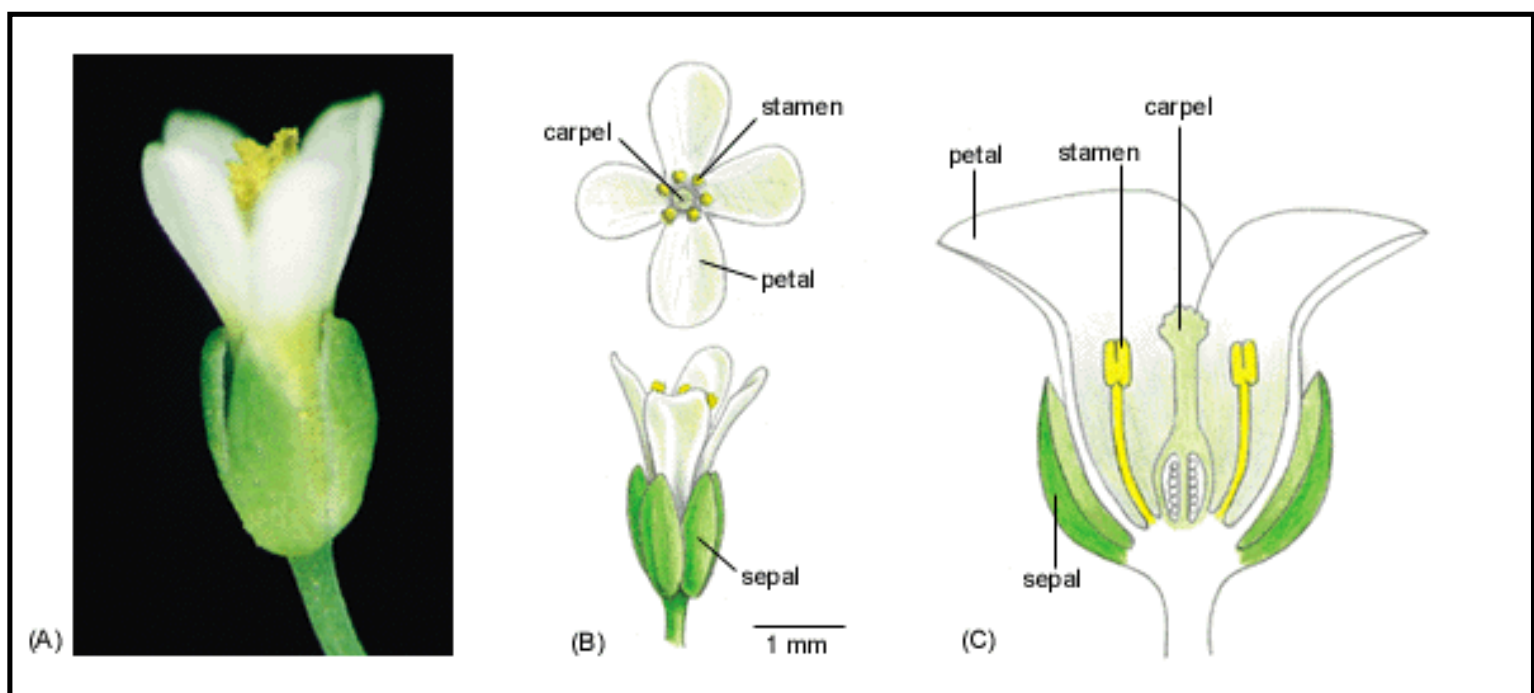 (A)
carpel
stamen
petal
sepal
1 mm
(B)
petal
stamen
carpel
sepal
(C)